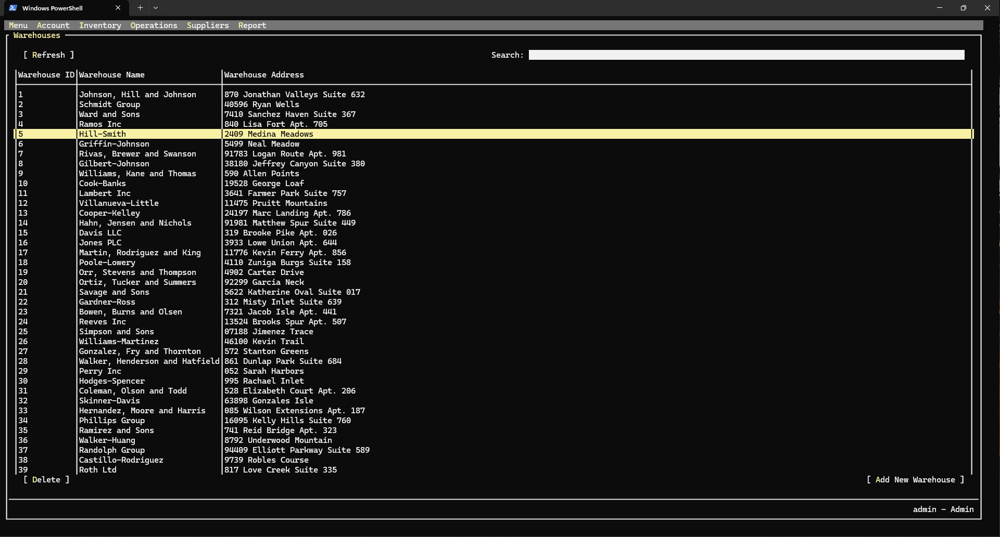 Windows PowerShell
Menu Account Inventory Operations Suppliers Report
Warehouses
[ Refresh ] Search:
Warehouse ID Warehouse Name Warehouse Address
1 Johnson, Hill and Johnson 870 Jonathan Valleys Suite 632
2 Schmidt Group 40596 Ryan Wells
3 Ward and Sons 7410 Sanchez Haven Suite 367
4 Ramos Inc 840 Lisa Fort Apt. 705
5 Hill-Smith 2409 Medina Meadows
6 Griffin-Johnson 5499 Neal Meadow
7 Rivas, Brewer and Swanson 91783 Logan Route Apt. 981
8 Gilbert-Johnson 38180 Jeffrey Canyon Suite 380
9 Williams, Kane and Thomas 590 Allen Points
10 Cook-Banks 19528 George Loaf
11 Lambert Inc 3641 Farmer Park Suite 757
12 Villanueva-Little 11475 Pruitt Mountains
13 Cooper-Kelley 24197 Marc Landing Apt. 786
14 Hahn, Jensen and Nichols 91981 Matthew Spur Suite 449
15 Davis LLC 319 Brooke Pike Apt. 026
16 Jones PLC 3933 Lowe Union Apt. 644
17 Martin, Rodriguez and King 11776 Kevin Ferry Apt. 856
18 Poole-Lowery 4110 Zuniga Burgs Suite 158
19 Orr, Stevens and Thompson 4902 Carter Drive
20 Ortiz, Tucker and Summers 92299 Garcia Neck
21 Savage and Sons 5622 Katherine Oval Suite 017
22 Gardner-Ross 312 Misty Inlet Suite 639
23 Bowen, Burns and Olsen 7321 Jacob Isle Apt. 441
24 Reeves Inc 13524 Brooks Spur Apt. 507
25 Simpson and Sons 07188 Jimenez Trace
26 Williams-Martinez 46100 Kevin Trail
27 Gonzalez, Fry and Thornton 572 Stanton Greens
28 Walker, Henderson and Hatfield 861 Dunlap Park Suite 684
29 Perry Inc 052 Sarah Harbors
30 Hodges-Spencer 995 Rachael Inlet
31 Coleman, Olson and Todd 528 Elizabeth Court Apt. 206
32 Skinner-Davis 63898 Gonzales Isle
33 Hernandez, Moore and Harris 085 Wilson Extensions Apt. 187
34 Phillips Group 16095 Kelly Hills Suite 760
35 Ramirez and Sons 741 Reid Bridge Apt. 323
36 Walker-Huang 8792 Underwood Mountain
37 Randolph Group 94409 Elliott Parkway Suite 589
38 Castillo-Rodriguez 9739 Robles Course
39 Roth Ltd 817 Love Creek Suite 335
[ Delete ] [ Add New Warehouse ]
admin - Admin